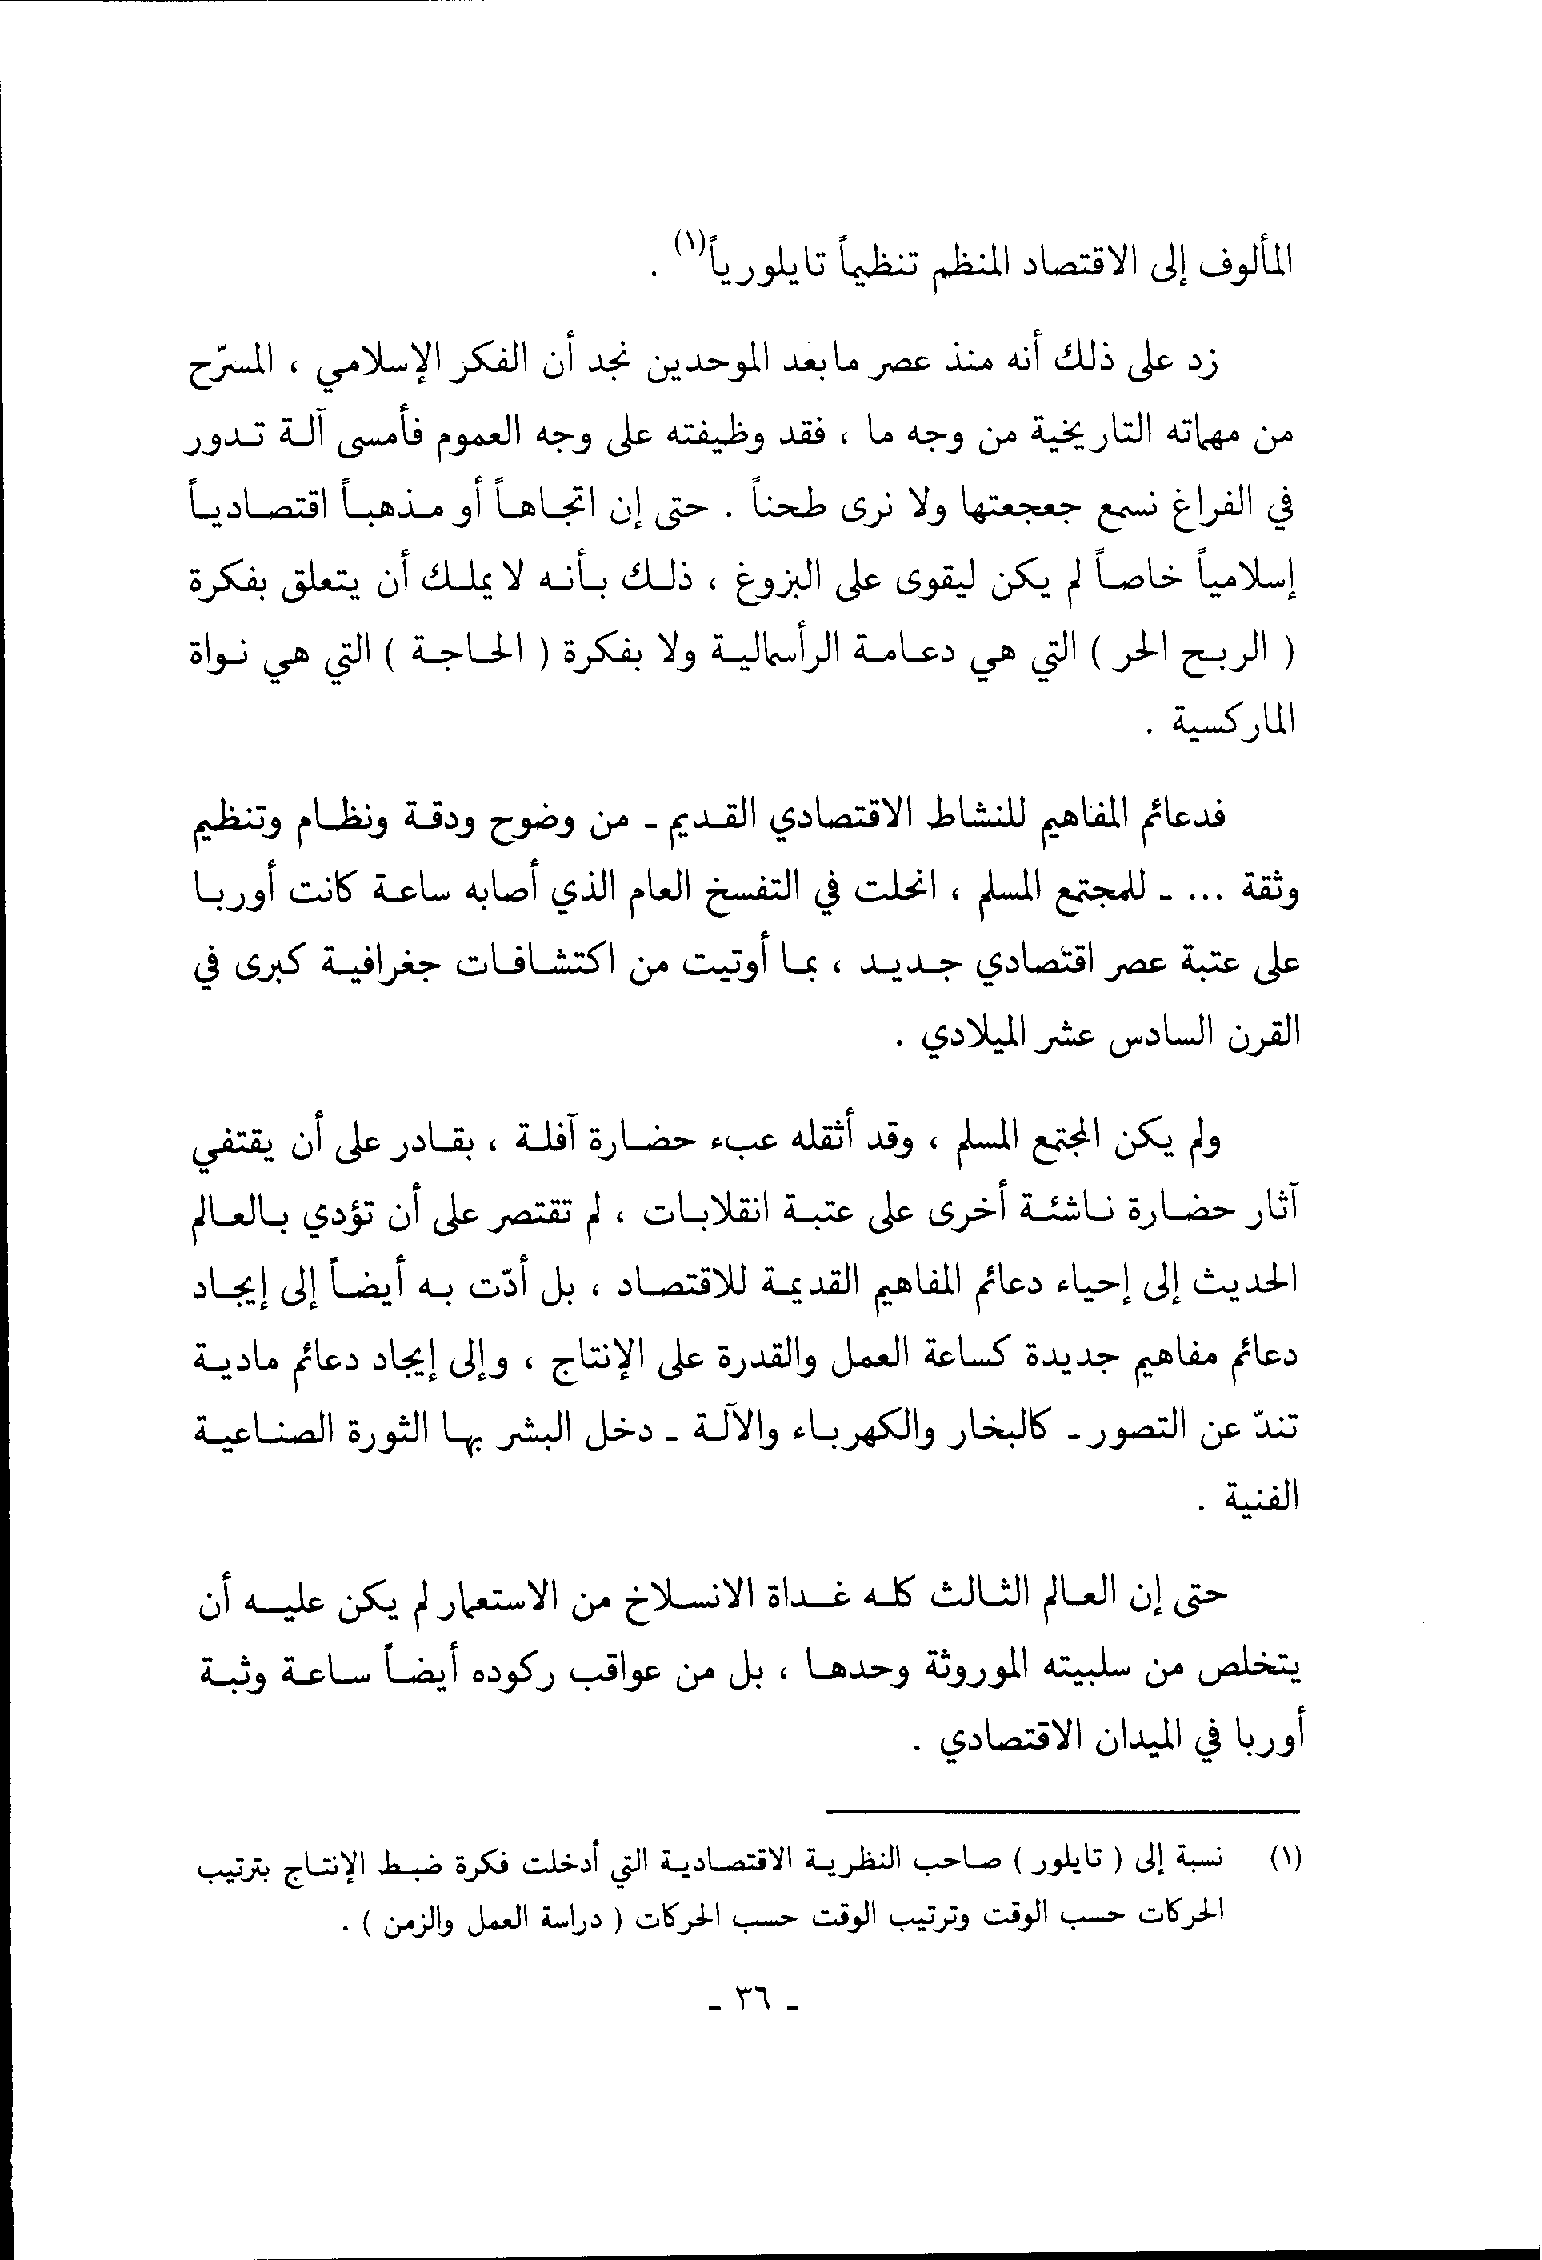 المألوف إلى الاقتصاد المنظم تنظيماً تايلورياً(١) .
زد على ذلك أنه منذ عصر مابعد الموحدين نجد أن الفكر الإسلامي ، المسرّح
من مهماته التاريخية من وجه ما ، فقد وظيفته على وجه العموم فأمسى آلة تدور
في الفراغ نسمع جعجعتها ولا نرى طحناً . حتى إن اتجاهاً أو مذهباً اقتصادياً
إسلامياً خاصاً لم يكن ليقوى على البزوغ ، ذلك بأنه لا يملك أن يتعلق بفكرة
( الربح الحر ) التي هي دعامة الرأسمالية ولا بفكرة ( الحاجة ) التي هي نواة
الماركسية .
فدعائم المفاهيم للنشاط الاقتصادي القديم - من وضوح ودقة ونظام وتنظيم
وثقة ... - للمجتمع المسلم ، انحلت في التفسخ العام الذي أصابه ساعة كانت أوربا
على عتبة عصر اقتصادي جديد ، بما أوتيت من اكتشافات جغرافية كبرى في
القرن السادس عشر الميلادي .
ولم يكن المجتمع المسلم ، وقد أثقله عبء حضارة آفلة ، بقادر على أن يقتفي
آثار حضارة ناشئة أخرى على عتبة انقلابات ، لم تقتصر على أن تؤدي بالعالم
الحديث إلى إحياء دعائم المفاهيم القديمة للاقتصاد ، بل أدّت به أيضاً إلى إيجاد
دعائم مفاهيم جديدة كساعة العمل والقدرة على الإنتاج ، وإلى إيجاد دعائم مادية
تندّ عن التصور - كالبخار والكهرباء والآلة - دخل البشر بها الثورة الصناعية
الفنية .
حتى إن العالم الثالث كله غداة الانسلاخ من الاستعمار لم يكن عليه أن
يتخلص من سلبيته الموروثة وحدها ، بل من عواقب ركوده أيضاً ساعة وثبة
أوربا في الميدان الاقتصادي .
(١) نسبة إلى ( تايلور ) صاحب النظرية الاقتصادية التي أدخلت فكرة ضبط الإنتاج بترتيب
الحركات حسب الوقت وترتيب الوقت حسب الحركات ( دراسة العمل والزمن ) .
- ٣٦ -